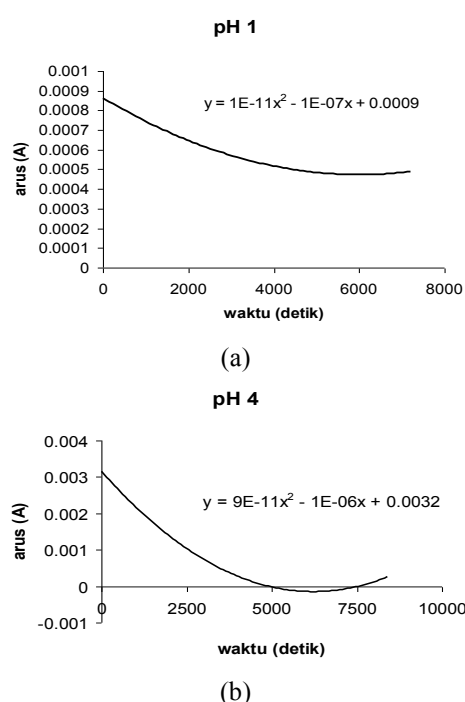 pH 1
0.001
0.0009
0.0008
0.0007
0.0006
0.0005
0.0004
0.0003
0.0002
0.0001
0
arus (A)
y = 1E-11x² - 1E-07x + 0.0009
0 2000 4000 6000 8000
waktu (detik)
(a)
pH 4
0.004
0.003
0.002
0.001
0
-0.001
arus (A)
y = 9E-11x² - 1E-06x + 0.0032
0 2500 5000 7500 10000
waktu (detik)
(b)